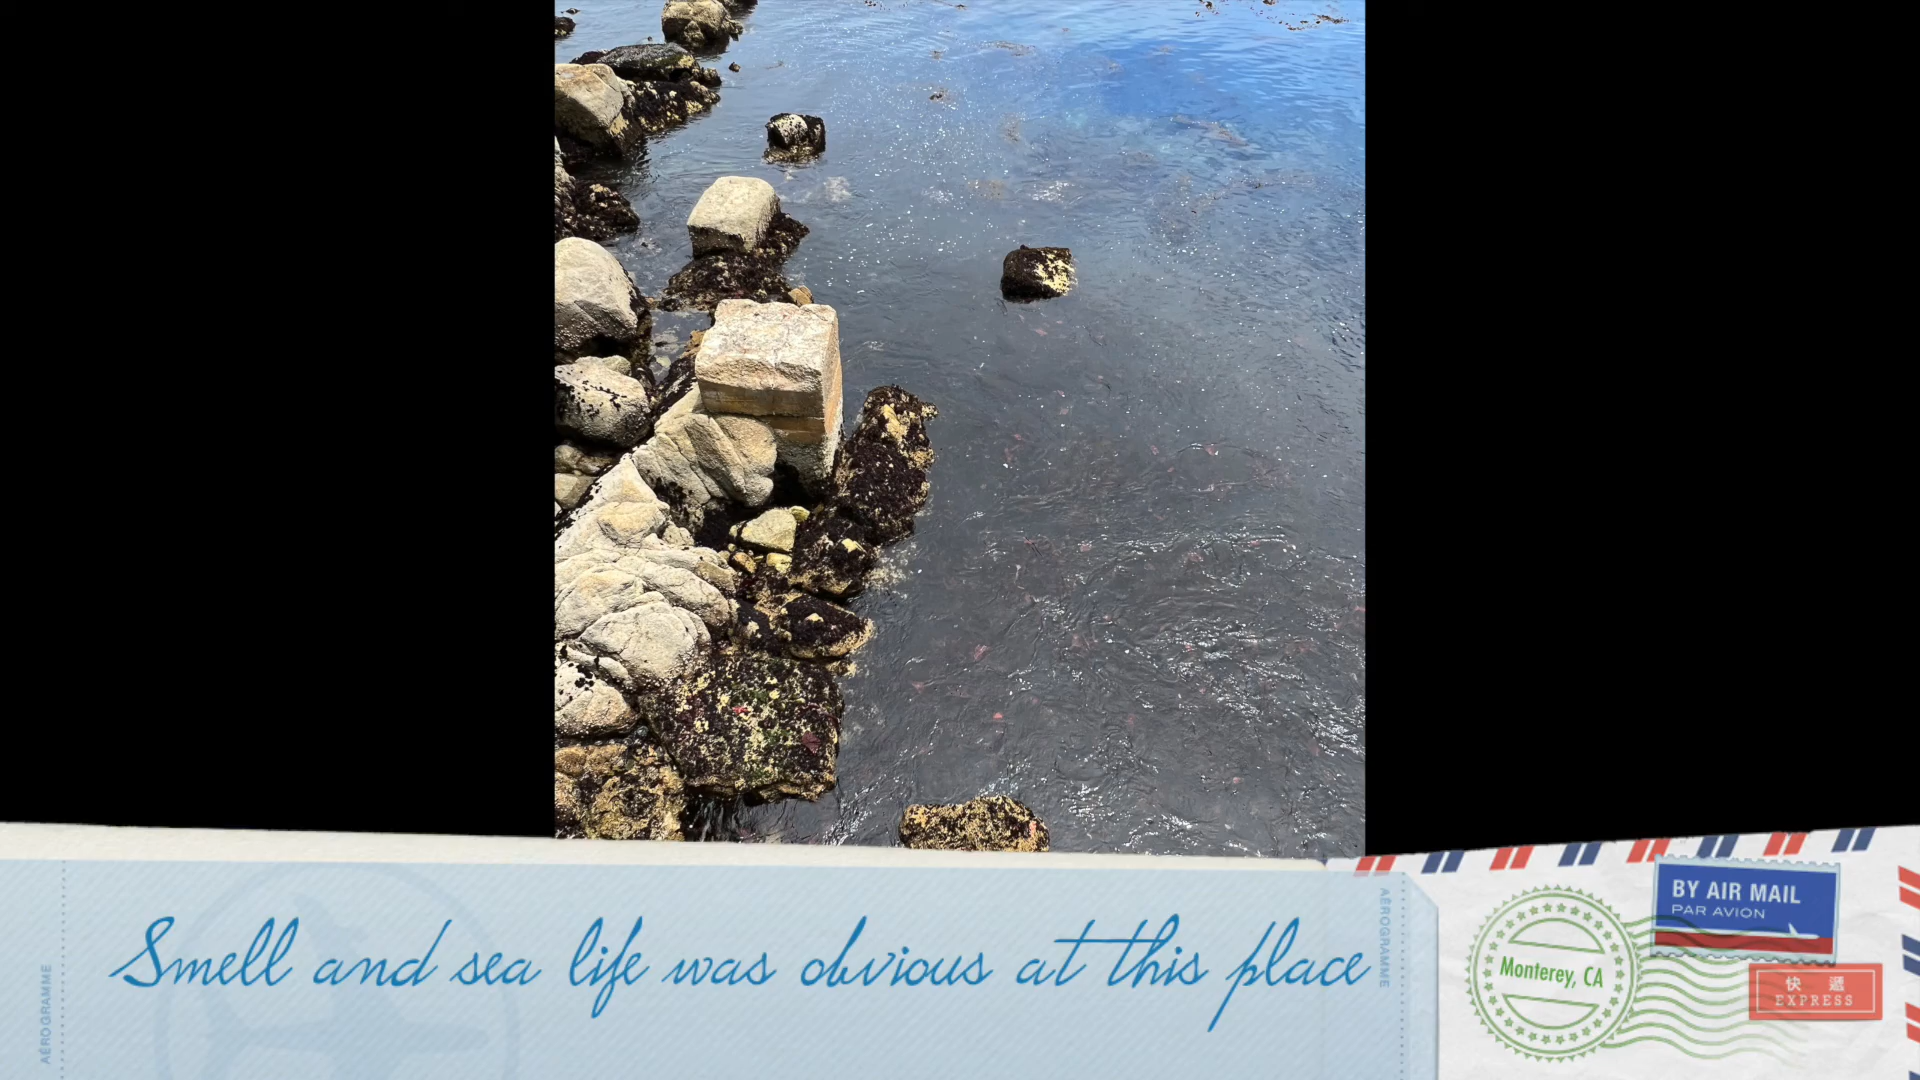 Smell and sea life was obvious at this place
AÉROGRAMME
AÉROGRAMME
Monterey, CA
BY AIR MAIL
PAR AVION
快遞
EXPRESS